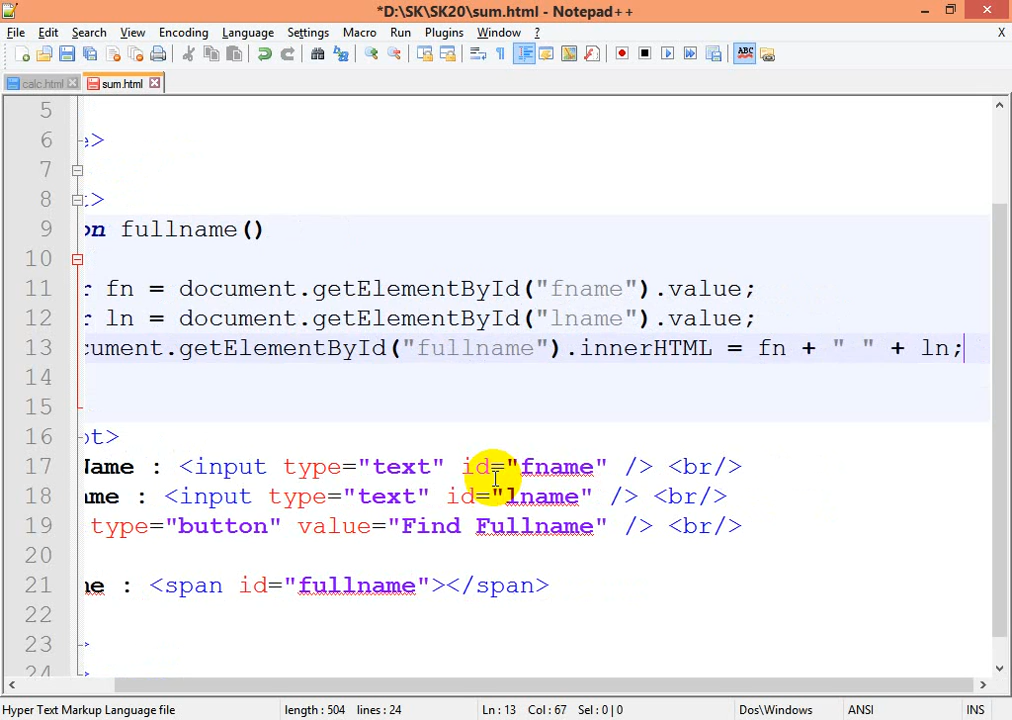 *D:\SK\SK20\sum.html - Notepad++
File Edit Search View Encoding Language Settings Macro Run Plugins Window ? X
calc.html sum.html
5
6 e>
7
8 t>
9 on fullname()
10
11 r fn = document.getElementById("fname").value;
12 r ln = document.getElementById("lname").value;
13 cument.getElementById("fullname").innerHTML = fn + " " + ln;
14
15
16 pt>
17 Name : <input type="text" id="fname" /> <br/>
18 ame : <input type="text" id="lname" /> <br/>
19 type="button" value="Find Fullname" /> <br/>
20
21 me : <span id="fullname"></span>
22
23 >
24 >
Hyper Text Markup Language file length : 504 lines : 24 Ln : 13 Col : 67 Sel : 0 | 0 Dos\Windows ANSI INS